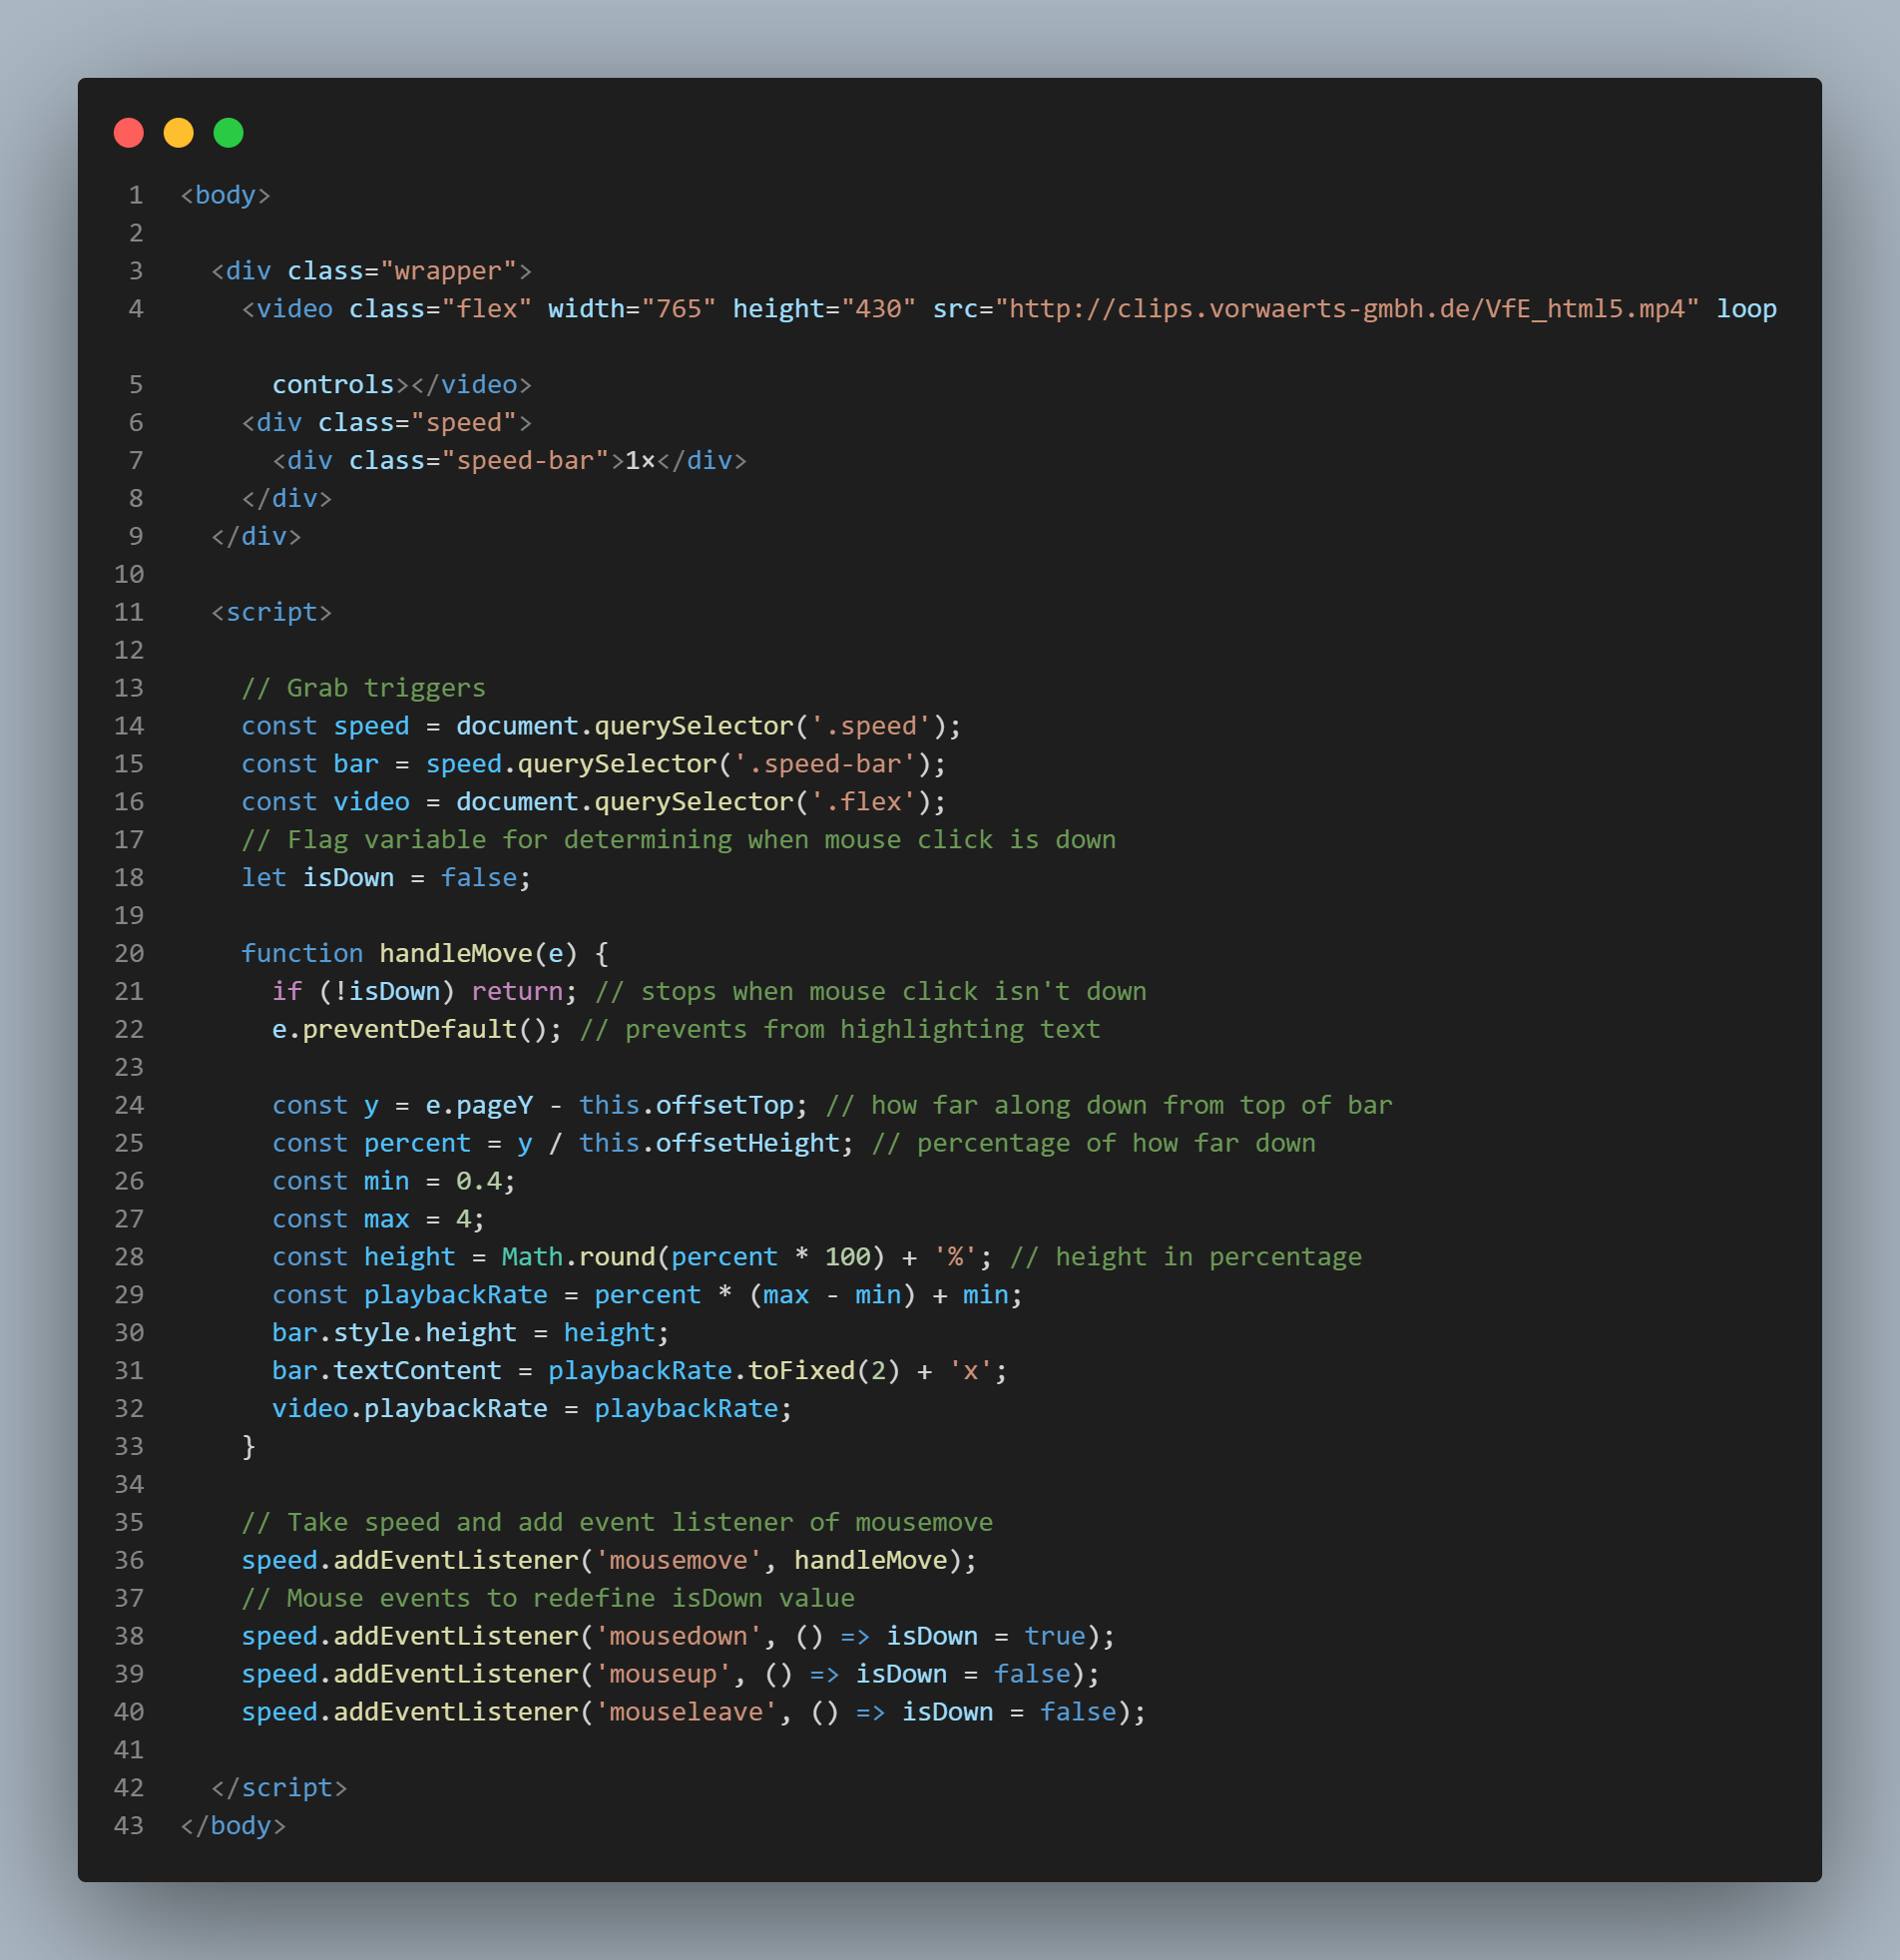 1 <body>
2
3   <div class="wrapper">
4     <video class="flex" width="765" height="430" src="http://clips.vorwaerts-gmbh.de/VfE_html5.mp4" loop
5       controls></video>
6     <div class="speed">
7       <div class="speed-bar">1×</div>
8     </div>
9   </div>
10
11   <script>
12
13     // Grab triggers
14     const speed = document.querySelector('.speed');
15     const bar = speed.querySelector('.speed-bar');
16     const video = document.querySelector('.flex');
17     // Flag variable for determining when mouse click is down
18     let isDown = false;
19
20     function handleMove(e) {
21       if (!isDown) return; // stops when mouse click isn't down
22       e.preventDefault(); // prevents from highlighting text
23
24       const y = e.pageY - this.offsetTop; // how far along down from top of bar
25       const percent = y / this.offsetHeight; // percentage of how far down
26       const min = 0.4;
27       const max = 4;
28       const height = Math.round(percent * 100) + '%'; // height in percentage
29       const playbackRate = percent * (max - min) + min;
30       bar.style.height = height;
31       bar.textContent = playbackRate.toFixed(2) + 'x';
32       video.playbackRate = playbackRate;
33     }
34
35     // Take speed and add event listener of mousemove
36     speed.addEventListener('mousemove', handleMove);
37     // Mouse events to redefine isDown value
38     speed.addEventListener('mousedown', () => isDown = true);
39     speed.addEventListener('mouseup', () => isDown = false);
40     speed.addEventListener('mouseleave', () => isDown = false);
41
42   </script>
43 </body>